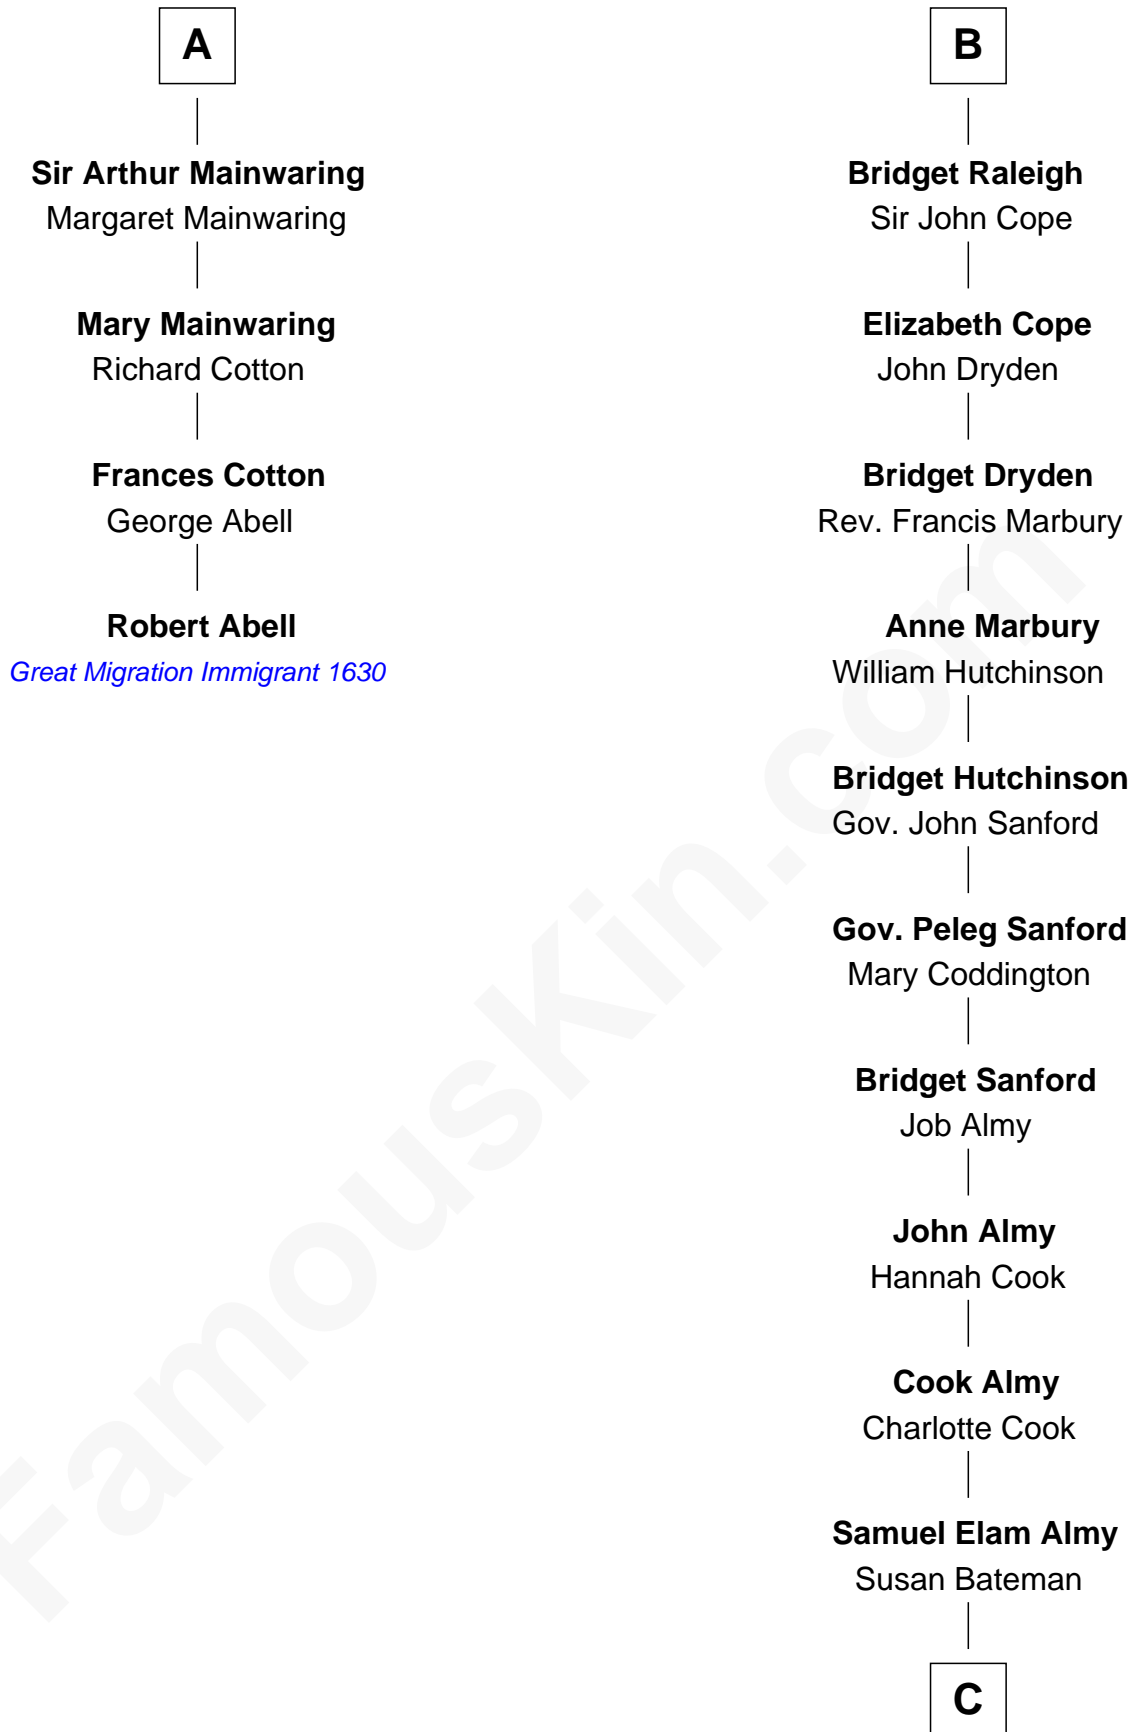 A
Sir Arthur Mainwaring
Margaret Mainwaring
Mary Mainwaring
Richard Cotton
Frances Cotton
George Abell
Robert Abell
Great Migration Immigrant 1630
B
Bridget Raleigh
Sir John Cope
Elizabeth Cope
John Dryden
Bridget Dryden
Rev. Francis Marbury
Anne Marbury
William Hutchinson
Bridget Hutchinson
Gov. John Sanford
Gov. Peleg Sanford
Mary Coddington
Bridget Sanford
Job Almy
John Almy
Hannah Cook
Cook Almy
Charlotte Cook
Samuel Elam Almy
Susan Bateman
C
FamousKin.com